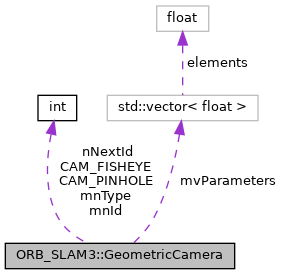 float
elements
int
std::vector< float >
nNextId
CAM_FISHEYE
CAM_PINHOLE
mnType
mnId
mvParameters
ORB_SLAM3::GeometricCamera